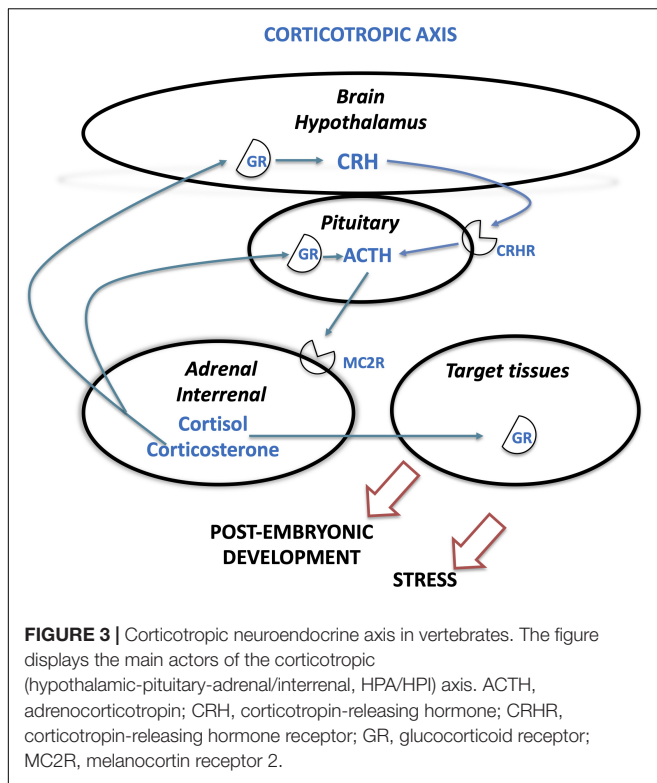 CORTICOTROPIC AXIS
Brain
Hypothalamus
GR
CRH
Pituitary
GR
ACTH
CRHR
MC2R
Adrenal
Interrenal
Cortisol
Corticosterone
Target tissues
GR
POST-EMBRYONIC
DEVELOPMENT
STRESS
FIGURE 3 | Corticotropic neuroendocrine axis in vertebrates. The figure
displays the main actors of the corticotropic
(hypothalamic-pituitary-adrenal/interrenal, HPA/HPI) axis. ACTH,
adrenocorticotropin; CRH, corticotropin-releasing hormone; CRHR,
corticotropin-releasing hormone receptor; GR, glucocorticoid receptor;
MC2R, melanocortin receptor 2.